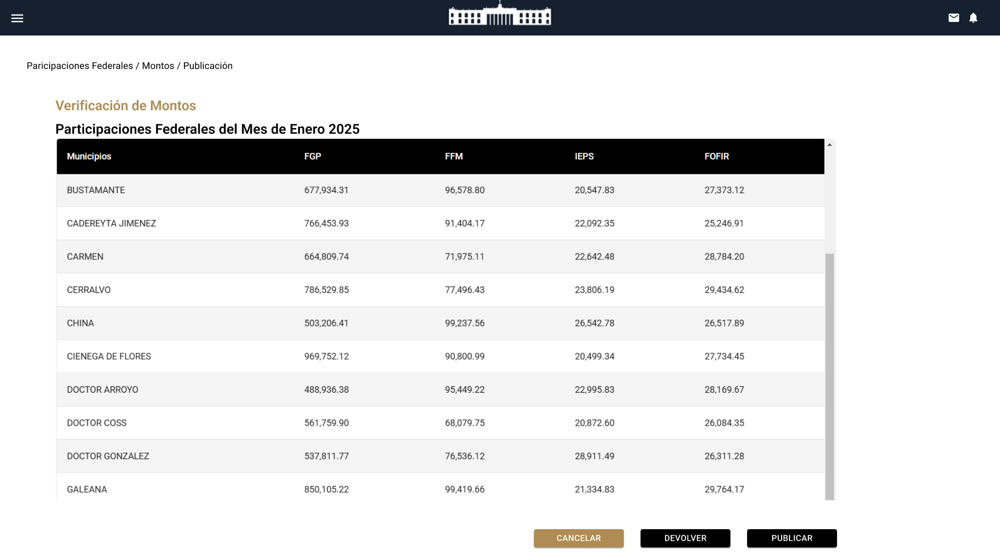 Paricipaciones Federales / Montos / Publicación
Verificación de Montos
Participaciones Federales del Mes de Enero 2025
Municipios FGP FFM IEPS FOFIR
BUSTAMANTE 677,934.31 96,578.80 20,547.83 27,373.12
CADEREYTA JIMENEZ 766,453.93 91,404.17 22,092.35 25,246.91
CARMEN 664,809.74 71,975.11 22,642.48 28,784.20
CERRALVO 786,529.85 77,496.43 23,806.19 29,434.62
CHINA 503,206.41 99,237.56 26,542.78 26,517.89
CIENEGA DE FLORES 969,752.12 90,800.99 20,499.34 27,734.45
DOCTOR ARROYO 488,936.38 95,449.22 22,995.83 28,169.67
DOCTOR COSS 561,759.90 68,079.75 20,872.60 26,084.35
DOCTOR GONZALEZ 537,811.77 76,536.12 28,911.49 26,311.28
GALEANA 850,105.22 99,419.66 21,334.83 29,764.17
CANCELAR DEVOLVER PUBLICAR